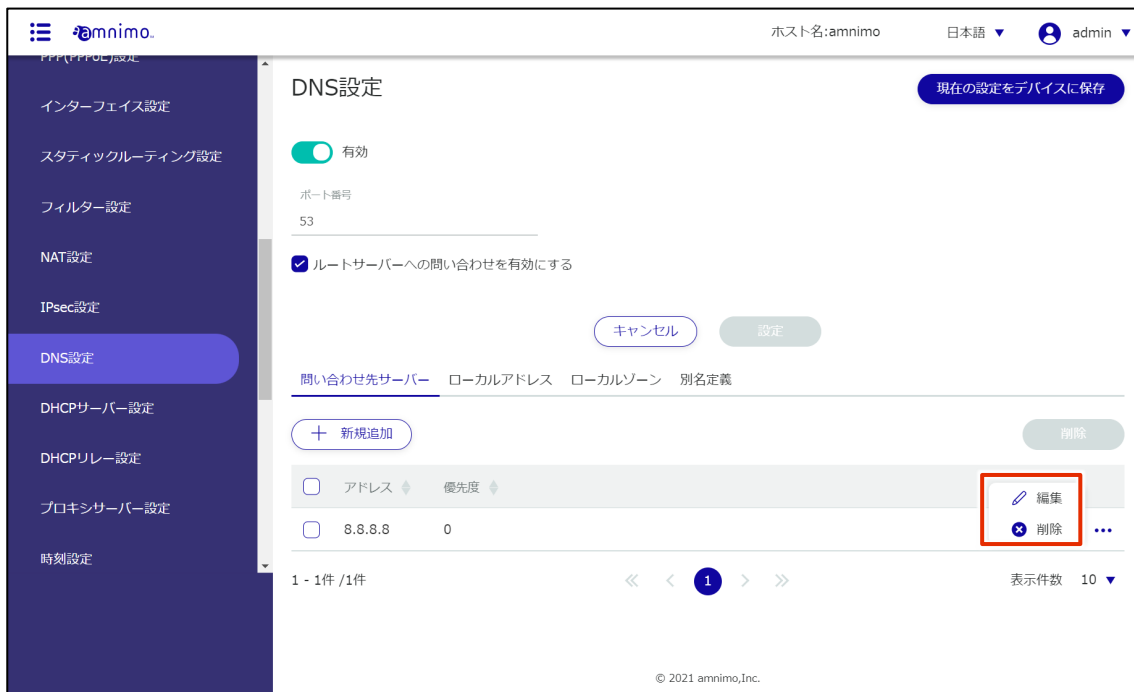 amnimo
ホスト名:amnimo
日本語 ▼
admin ▼
PPP(PPPoE)設定
インターフェイス設定
スタティックルーティング設定
フィルター設定
NAT設定
IPsec設定
DNS設定
DHCPサーバー設定
DHCPリレー設定
プロキシサーバー設定
時刻設定
DNS設定
現在の設定をデバイスに保存
有効
ポート番号
53
ルートサーバーへの問い合わせを有効にする
キャンセル 設定
問い合わせ先サーバー ローカルアドレス ローカルゾーン 別名定義
+ 新規追加 削除
アドレス 優先度
編集
8.8.8.8 0 削除 •••
1 - 1件 /1件 « < 1 > » 表示件数 10 ▼
© 2021 amnimo,Inc.